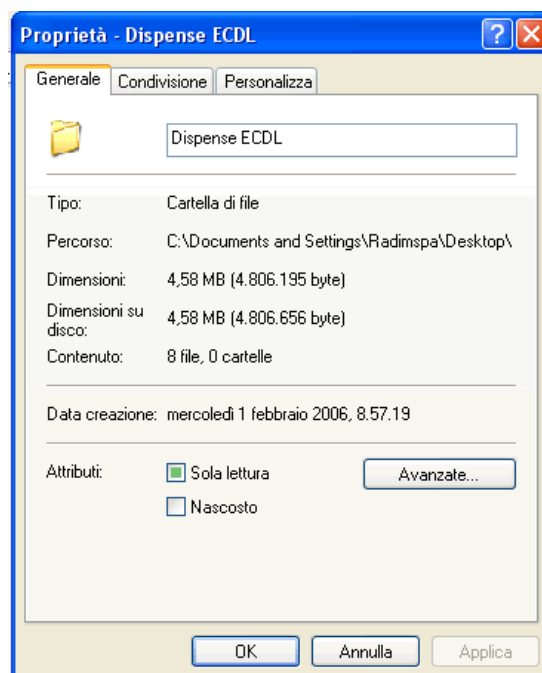 Proprietà - Dispense ECDL
Generale Condivisione Personalizza
Dispense ECDL
Tipo: Cartella di file
Percorso: C:\Documents and Settings\Radimspa\Desktop\
Dimensioni: 4,58 MB (4.806.195 byte)
Dimensioni su disco: 4,58 MB (4.806.656 byte)
Contenuto: 8 file, 0 cartelle
Data creazione: mercoledì 1 febbraio 2006, 8.57.19
Attributi: Sola lettura Avanzate...
Nascosto
OK Annulla Applica